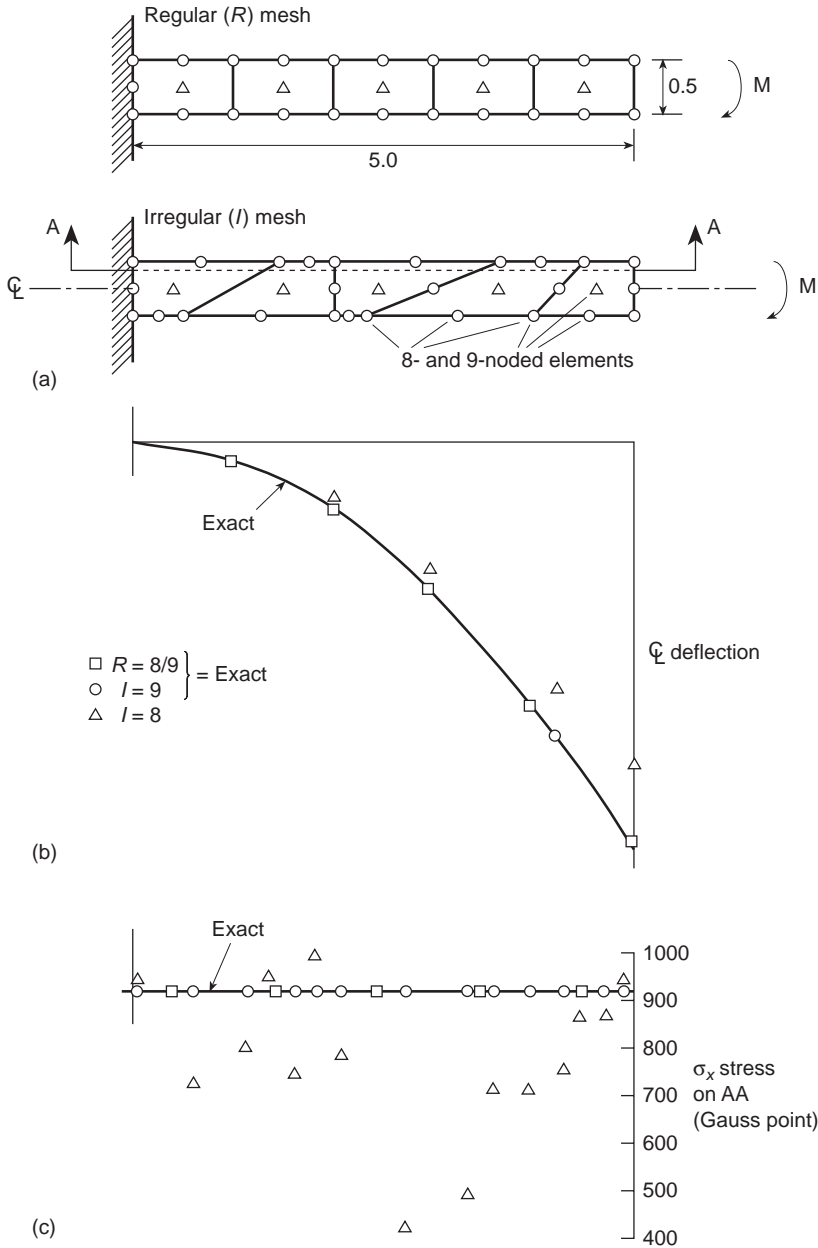 Regular (R) mesh
0.5
M
5.0
Irregular (I) mesh
A
A
℄
M
8- and 9-noded elements
(a)
Exact
℄ deflection
R = 8/9
I = 9
= Exact
I = 8
(b)
Exact
1000
900
800
700
600
500
400
σx stress
on AA
(Gauss point)
(c)